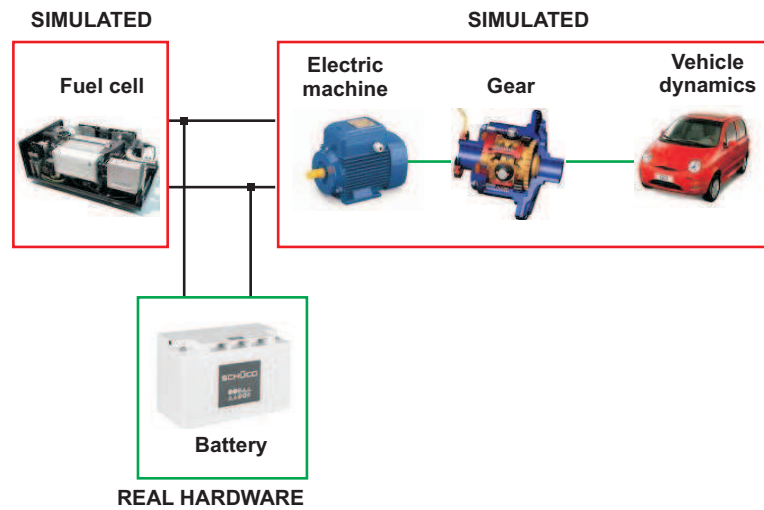 SIMULATED
SIMULATED
Fuel cell
Electric
machine
Gear
Vehicle
dynamics
SCHÜCO
Battery
REAL HARDWARE